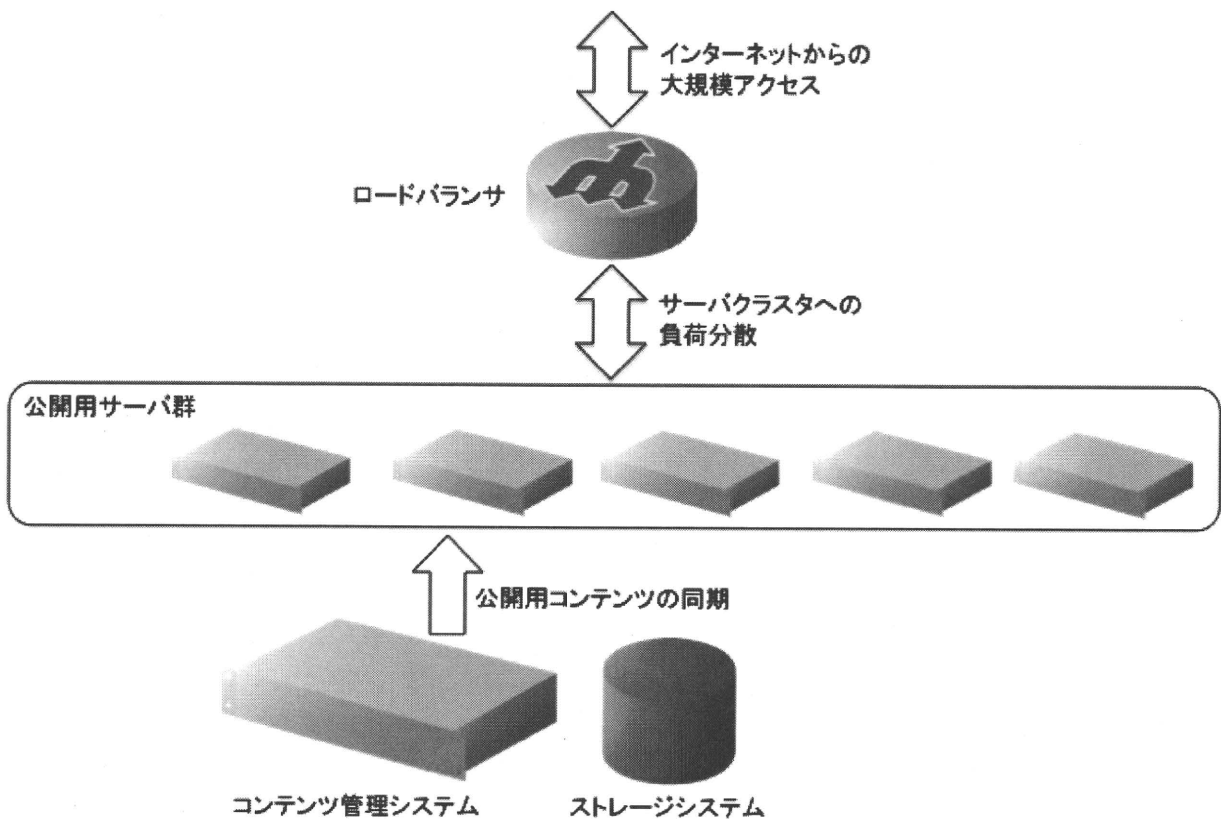 インターネットからの
大規模アクセス
ロードバランサ
サーバクラスタへの
負荷分散
公開用サーバ群
公開用コンテンツの同期
コンテンツ管理システム
ストレージシステム